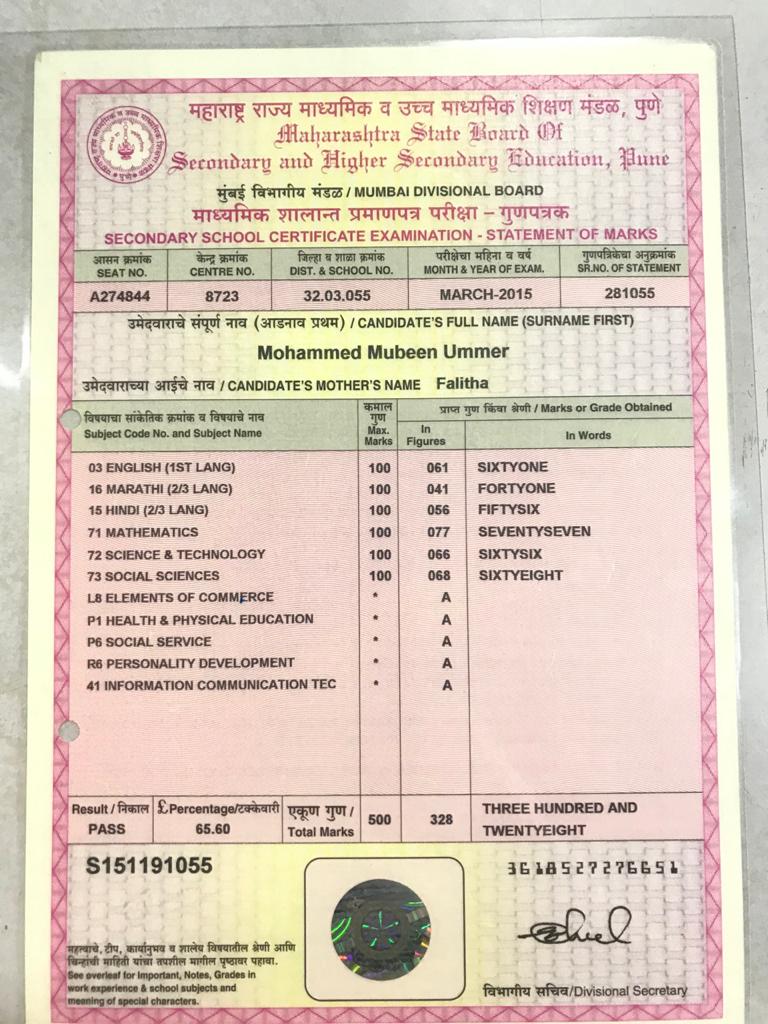 महाराष्ट्र राज्य माध्यमिक व उच्च माध्यमिक शिक्षण मंडळ, पुणे
Maharashtra State Board Of
Secondary and Higher Secondary Education, Pune
मुंबई विभागीय मंडळ / MUMBAI DIVISIONAL BOARD
माध्यमिक शालान्त प्रमाणपत्र परीक्षा – गुणपत्रक
SECONDARY SCHOOL CERTIFICATE EXAMINATION - STATEMENT OF MARKS
आसन क्रमांक केन्द्र क्रमांक जिल्हा व शाळा क्रमांक परीक्षेचा महिना व वर्ष गुणपत्रिकेचा अनुक्रमांक
SEAT NO. CENTRE NO. DIST. & SCHOOL NO. MONTH & YEAR OF EXAM. SR.NO. OF STATEMENT
A274844 8723 32.03.055 MARCH-2015 281055
उमेदवाराचे संपूर्ण नाव (आडनाव प्रथम) / CANDIDATE'S FULL NAME (SURNAME FIRST)
Mohammed Mubeen Ummer
उमेदवाराच्या आईचे नाव / CANDIDATE'S MOTHER'S NAME Falitha
विषयाचा सांकेतिक क्रमांक व विषयाचे नाव
Subject Code No. and Subject Name
कमाल
गुण
Max.
Marks
प्राप्त गुण किंवा श्रेणी / Marks or Grade Obtained
In
Figures
In Words
03 ENGLISH (1ST LANG) 100 061 SIXTYONE
16 MARATHI (2/3 LANG) 100 041 FORTYONE
15 HINDI (2/3 LANG) 100 056 FIFTYSIX
71 MATHEMATICS 100 077 SEVENTYSEVEN
72 SCIENCE & TECHNOLOGY 100 066 SIXTYSIX
73 SOCIAL SCIENCES 100 068 SIXTYEIGHT
L8 ELEMENTS OF COMMERCE * A
P1 HEALTH & PHYSICAL EDUCATION * A
P6 SOCIAL SERVICE * A
R6 PERSONALITY DEVELOPMENT * A
41 INFORMATION COMMUNICATION TEC * A
Result / निकाल £ Percentage/टक्केवारी एकूण गुण / 500 328 THREE HUNDRED AND
PASS 65.60 Total Marks TWENTYEIGHT
S151191055
3618527276651
महत्वाचे, टीप, कार्यानुभव व शालेय विषयातील श्रेणी आणि
चिन्हांची माहिती यांचा तपशील मागील पृष्ठावर पहावा.
See overleaf for Important, Notes, Grades in
work experience & school subjects and
meaning of special characters.
विभागीय सचिव/Divisional Secretary